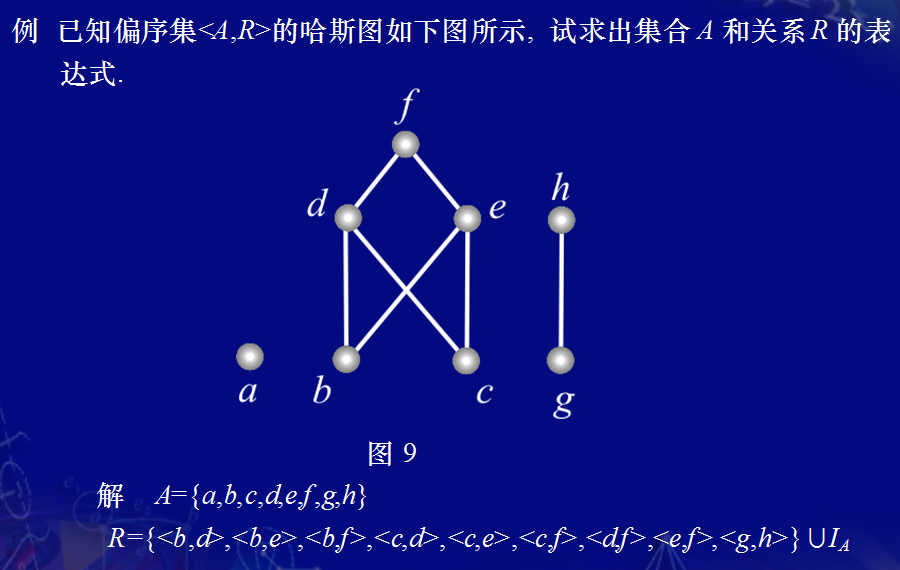 例 已知偏序集<A,R>的哈斯图如下图所示, 试求出集合 A 和关系 R 的表
达式.
f
d
e
h
a
b
c
g
图 9
解 A={a,b,c,d,e,f,g,h}
R={<b,d>,<b,e>,<b,f>,<c,d>,<c,e>,<c,f>,<d,f>,<e,f>,<g,h>}∪I_A